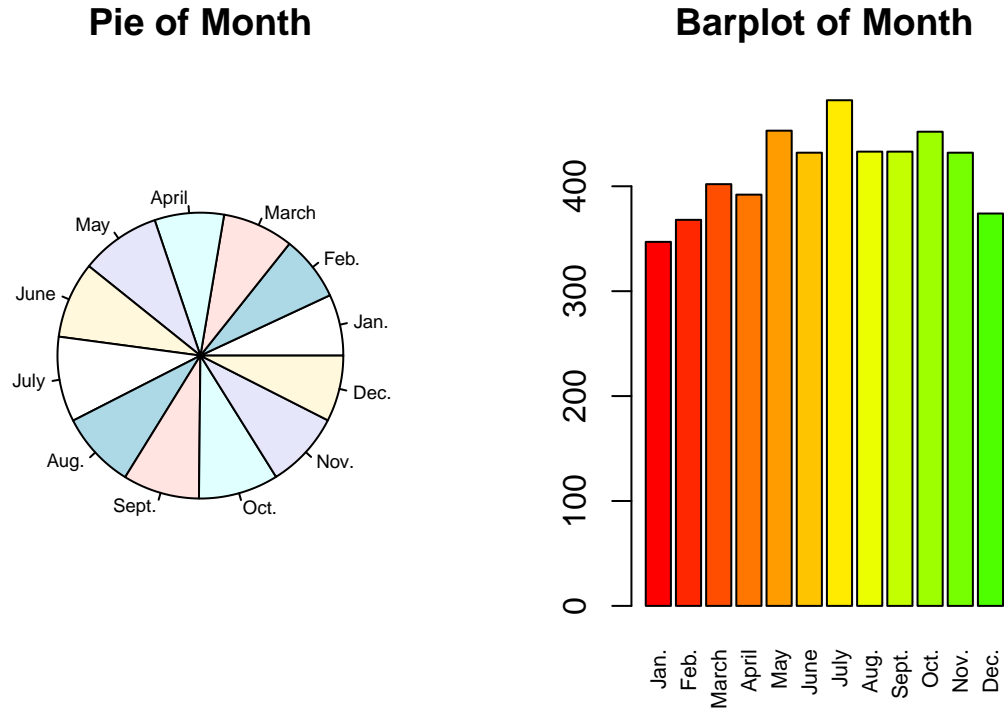 Pie of Month
April
March
May
Feb.
June
Jan.
July
Dec.
Aug.
Nov.
Sept.
Oct.
Barplot of Month
400
300
200
100
0
Jan.
Feb.
March
April
May
June
July
Aug.
Sept.
Oct.
Nov.
Dec.